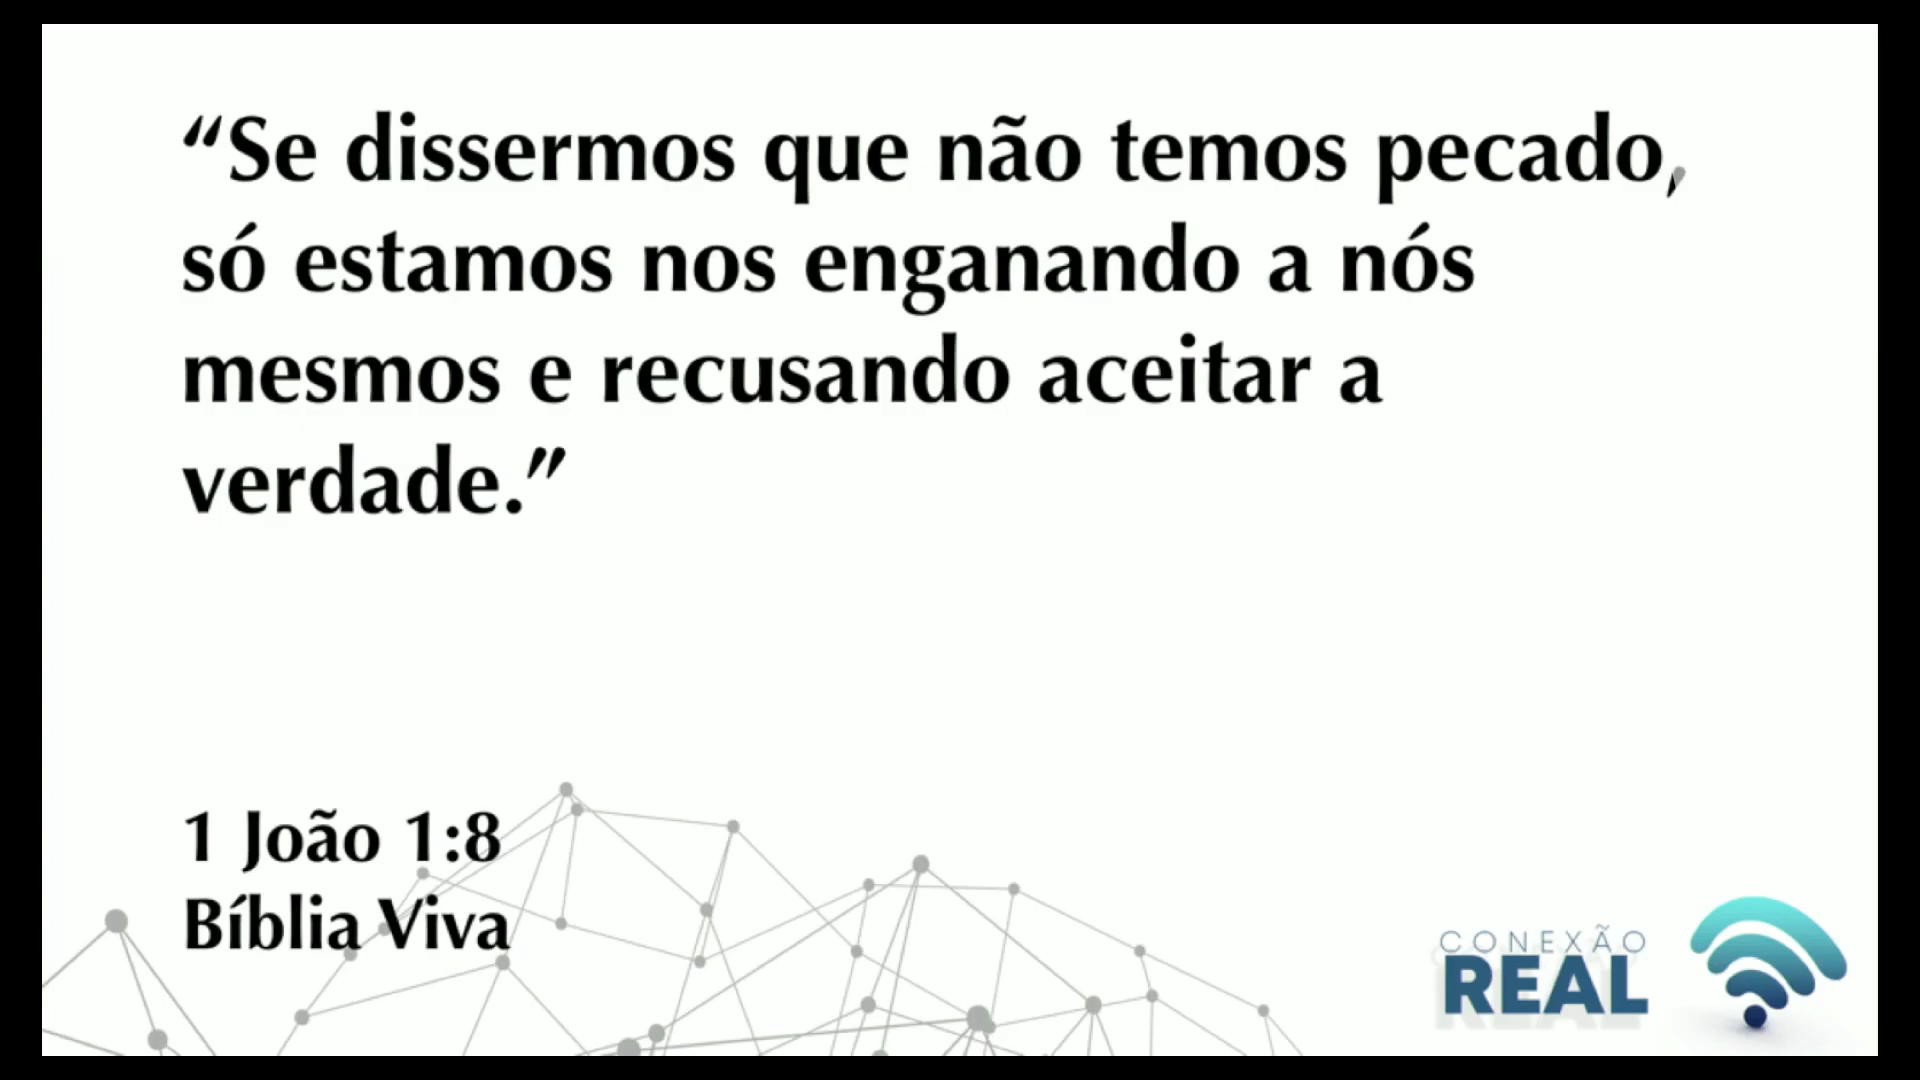 “Se dissermos que não temos pecado,
só estamos nos enganando a nós
mesmos e recusando aceitar a
verdade.”
1 João 1:8
Bíblia Viva
CONEXÃO
REAL